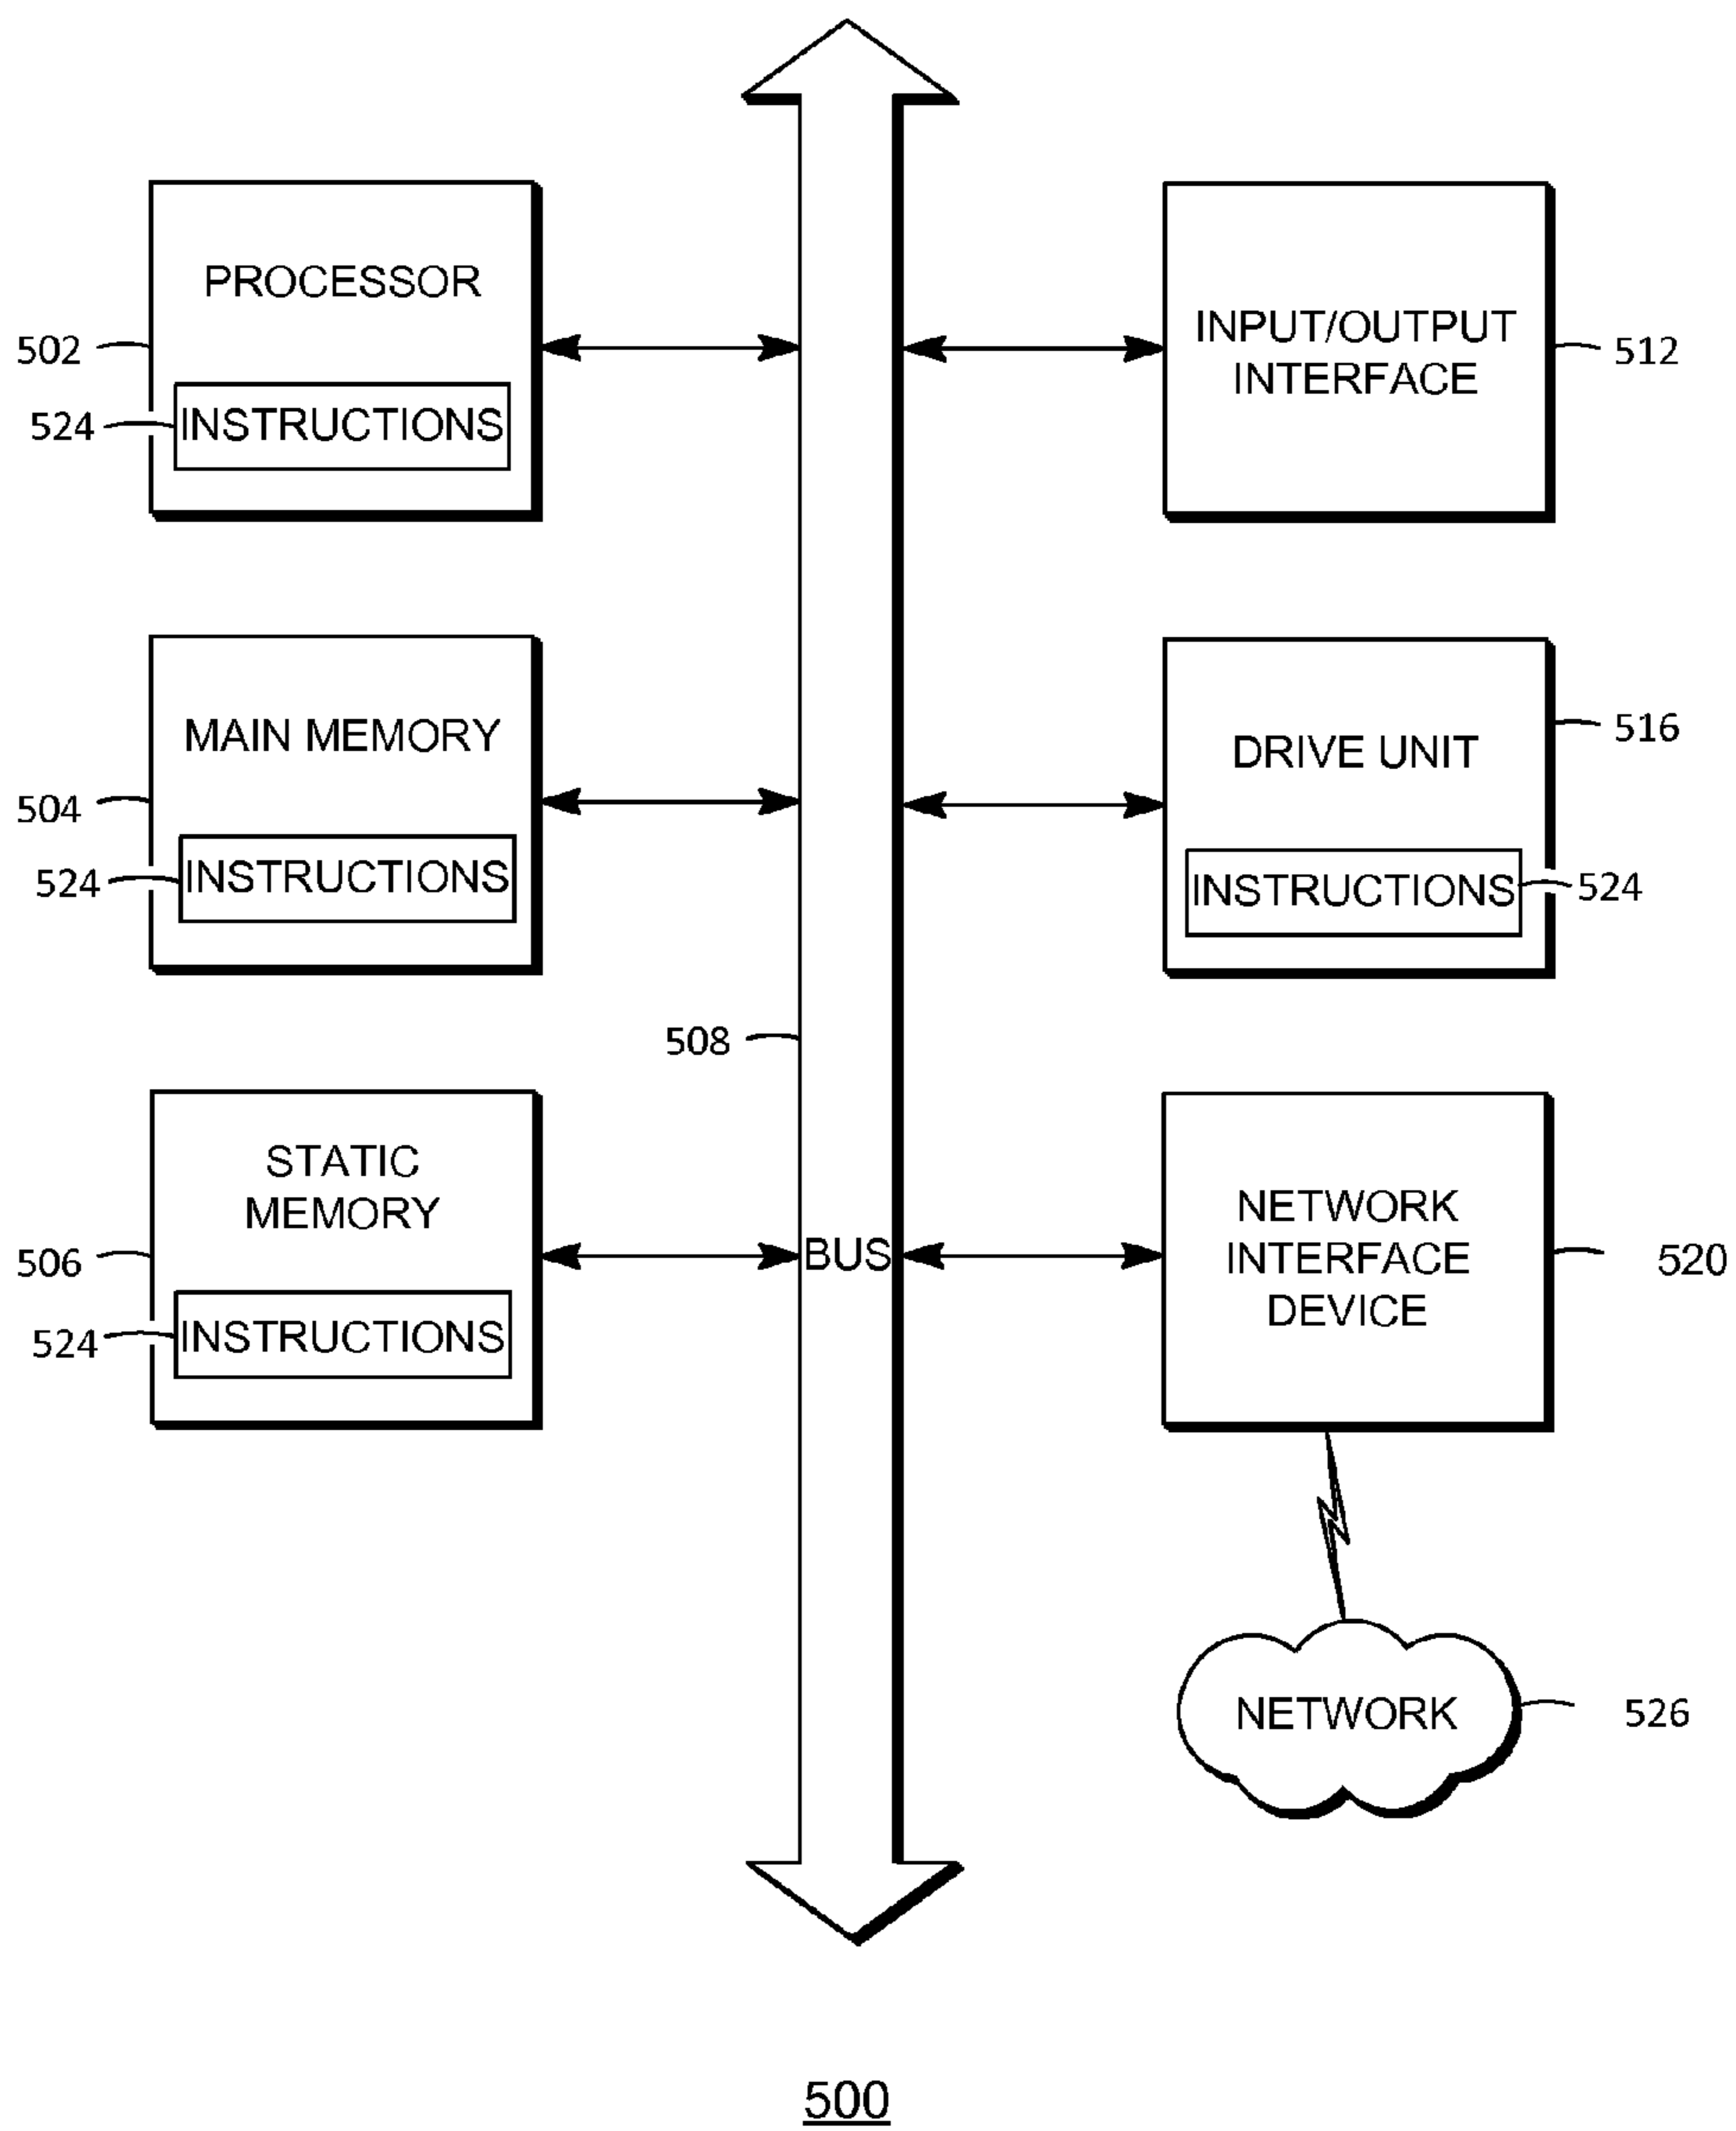 PROCESSOR
502
524
INSTRUCTIONS
INPUT/OUTPUT
INTERFACE
512
MAIN MEMORY
504
524
INSTRUCTIONS
DRIVE UNIT
516
INSTRUCTIONS
524
508
STATIC
MEMORY
506
524
INSTRUCTIONS
BUS
NETWORK
INTERFACE
DEVICE
520
NETWORK
526
500